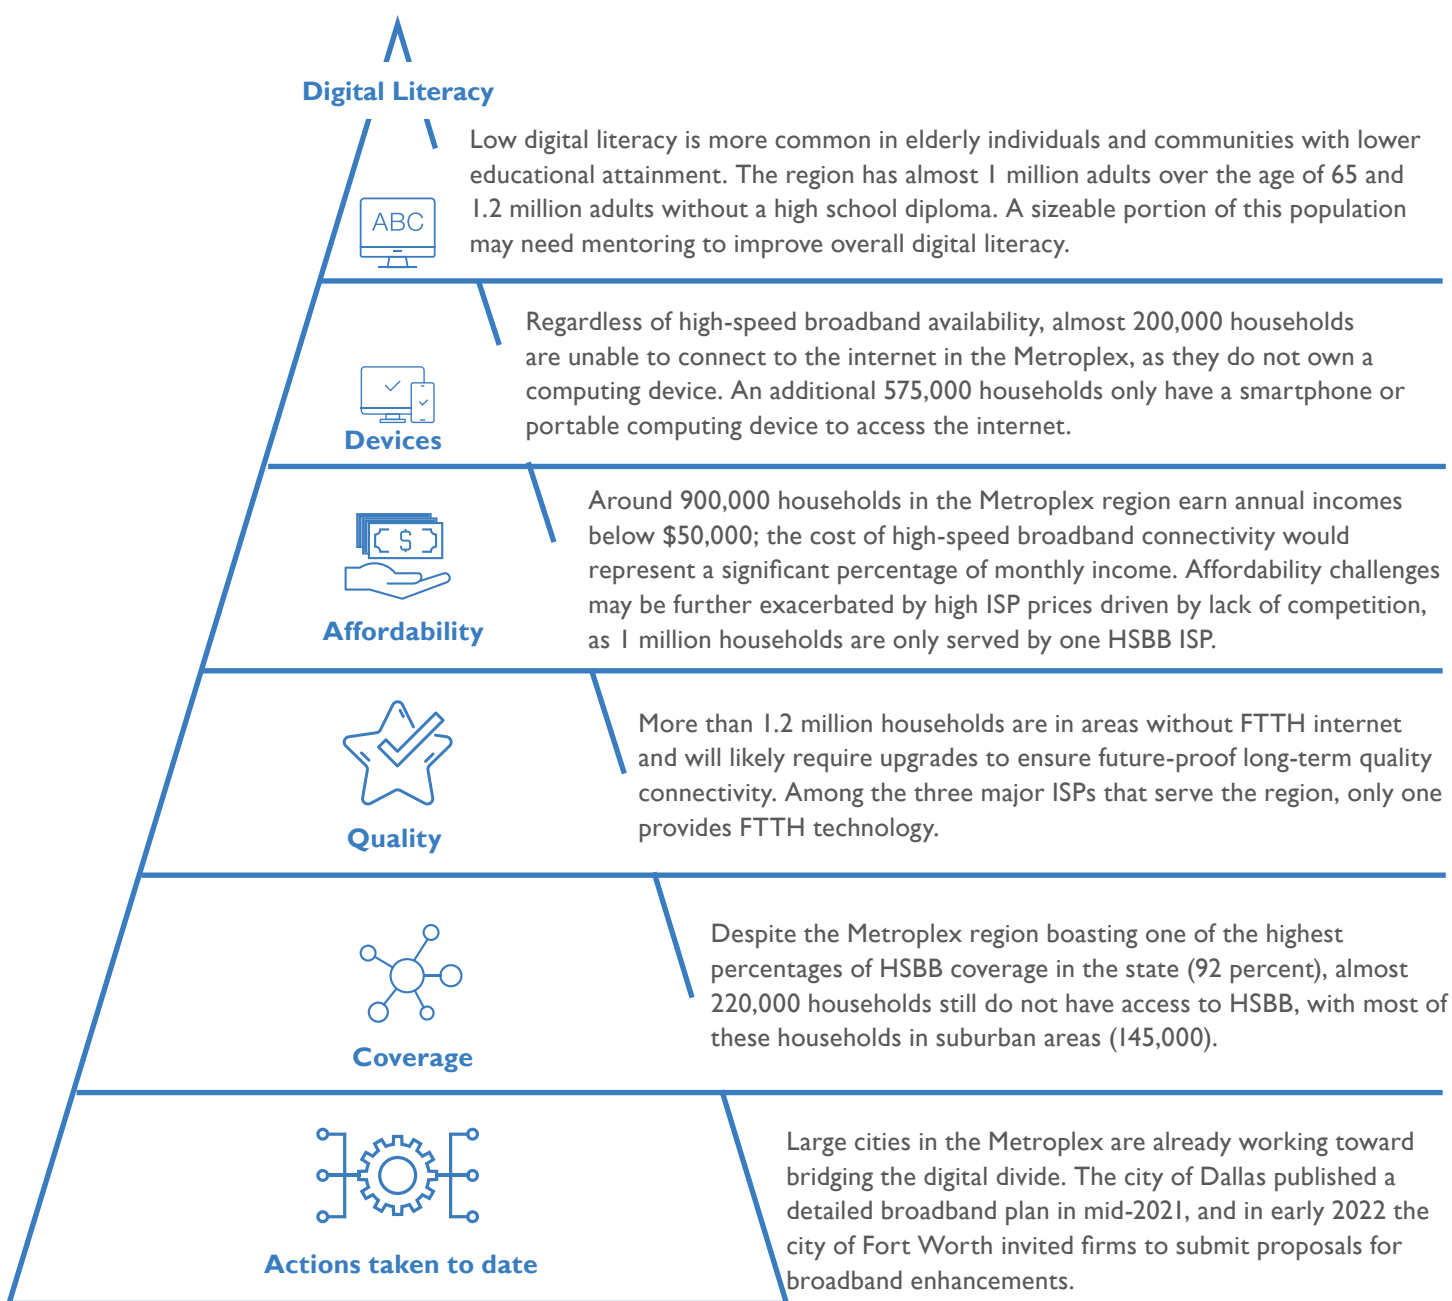 Digital Literacy
Low digital literacy is more common in elderly individuals and communities with lower
educational attainment. The region has almost 1 million adults over the age of 65 and
1.2 million adults without a high school diploma. A sizeable portion of this population
may need mentoring to improve overall digital literacy.
ABC
Regardless of high-speed broadband availability, almost 200,000 households
are unable to connect to the internet in the Metroplex, as they do not own a
computing device. An additional 575,000 households only have a smartphone or
portable computing device to access the internet.
Devices
Around 900,000 households in the Metroplex region earn annual incomes
below $50,000; the cost of high-speed broadband connectivity would
represent a significant percentage of monthly income. Affordability challenges
may be further exacerbated by high ISP prices driven by lack of competition,
as 1 million households are only served by one HSBB ISP.
$
Affordability
More than 1.2 million households are in areas without FTTH internet
and will likely require upgrades to ensure future-proof long-term quality
connectivity. Among the three major ISPs that serve the region, only one
provides FTTH technology.
Quality
Despite the Metroplex region boasting one of the highest
percentages of HSBB coverage in the state (92 percent), almost
220,000 households still do not have access to HSBB, with most of
these households in suburban areas (145,000).
Coverage
Large cities in the Metroplex are already working toward
bridging the digital divide. The city of Dallas published a
detailed broadband plan in mid-2021, and in early 2022 the
city of Fort Worth invited firms to submit proposals for
broadband enhancements.
Actions taken to date